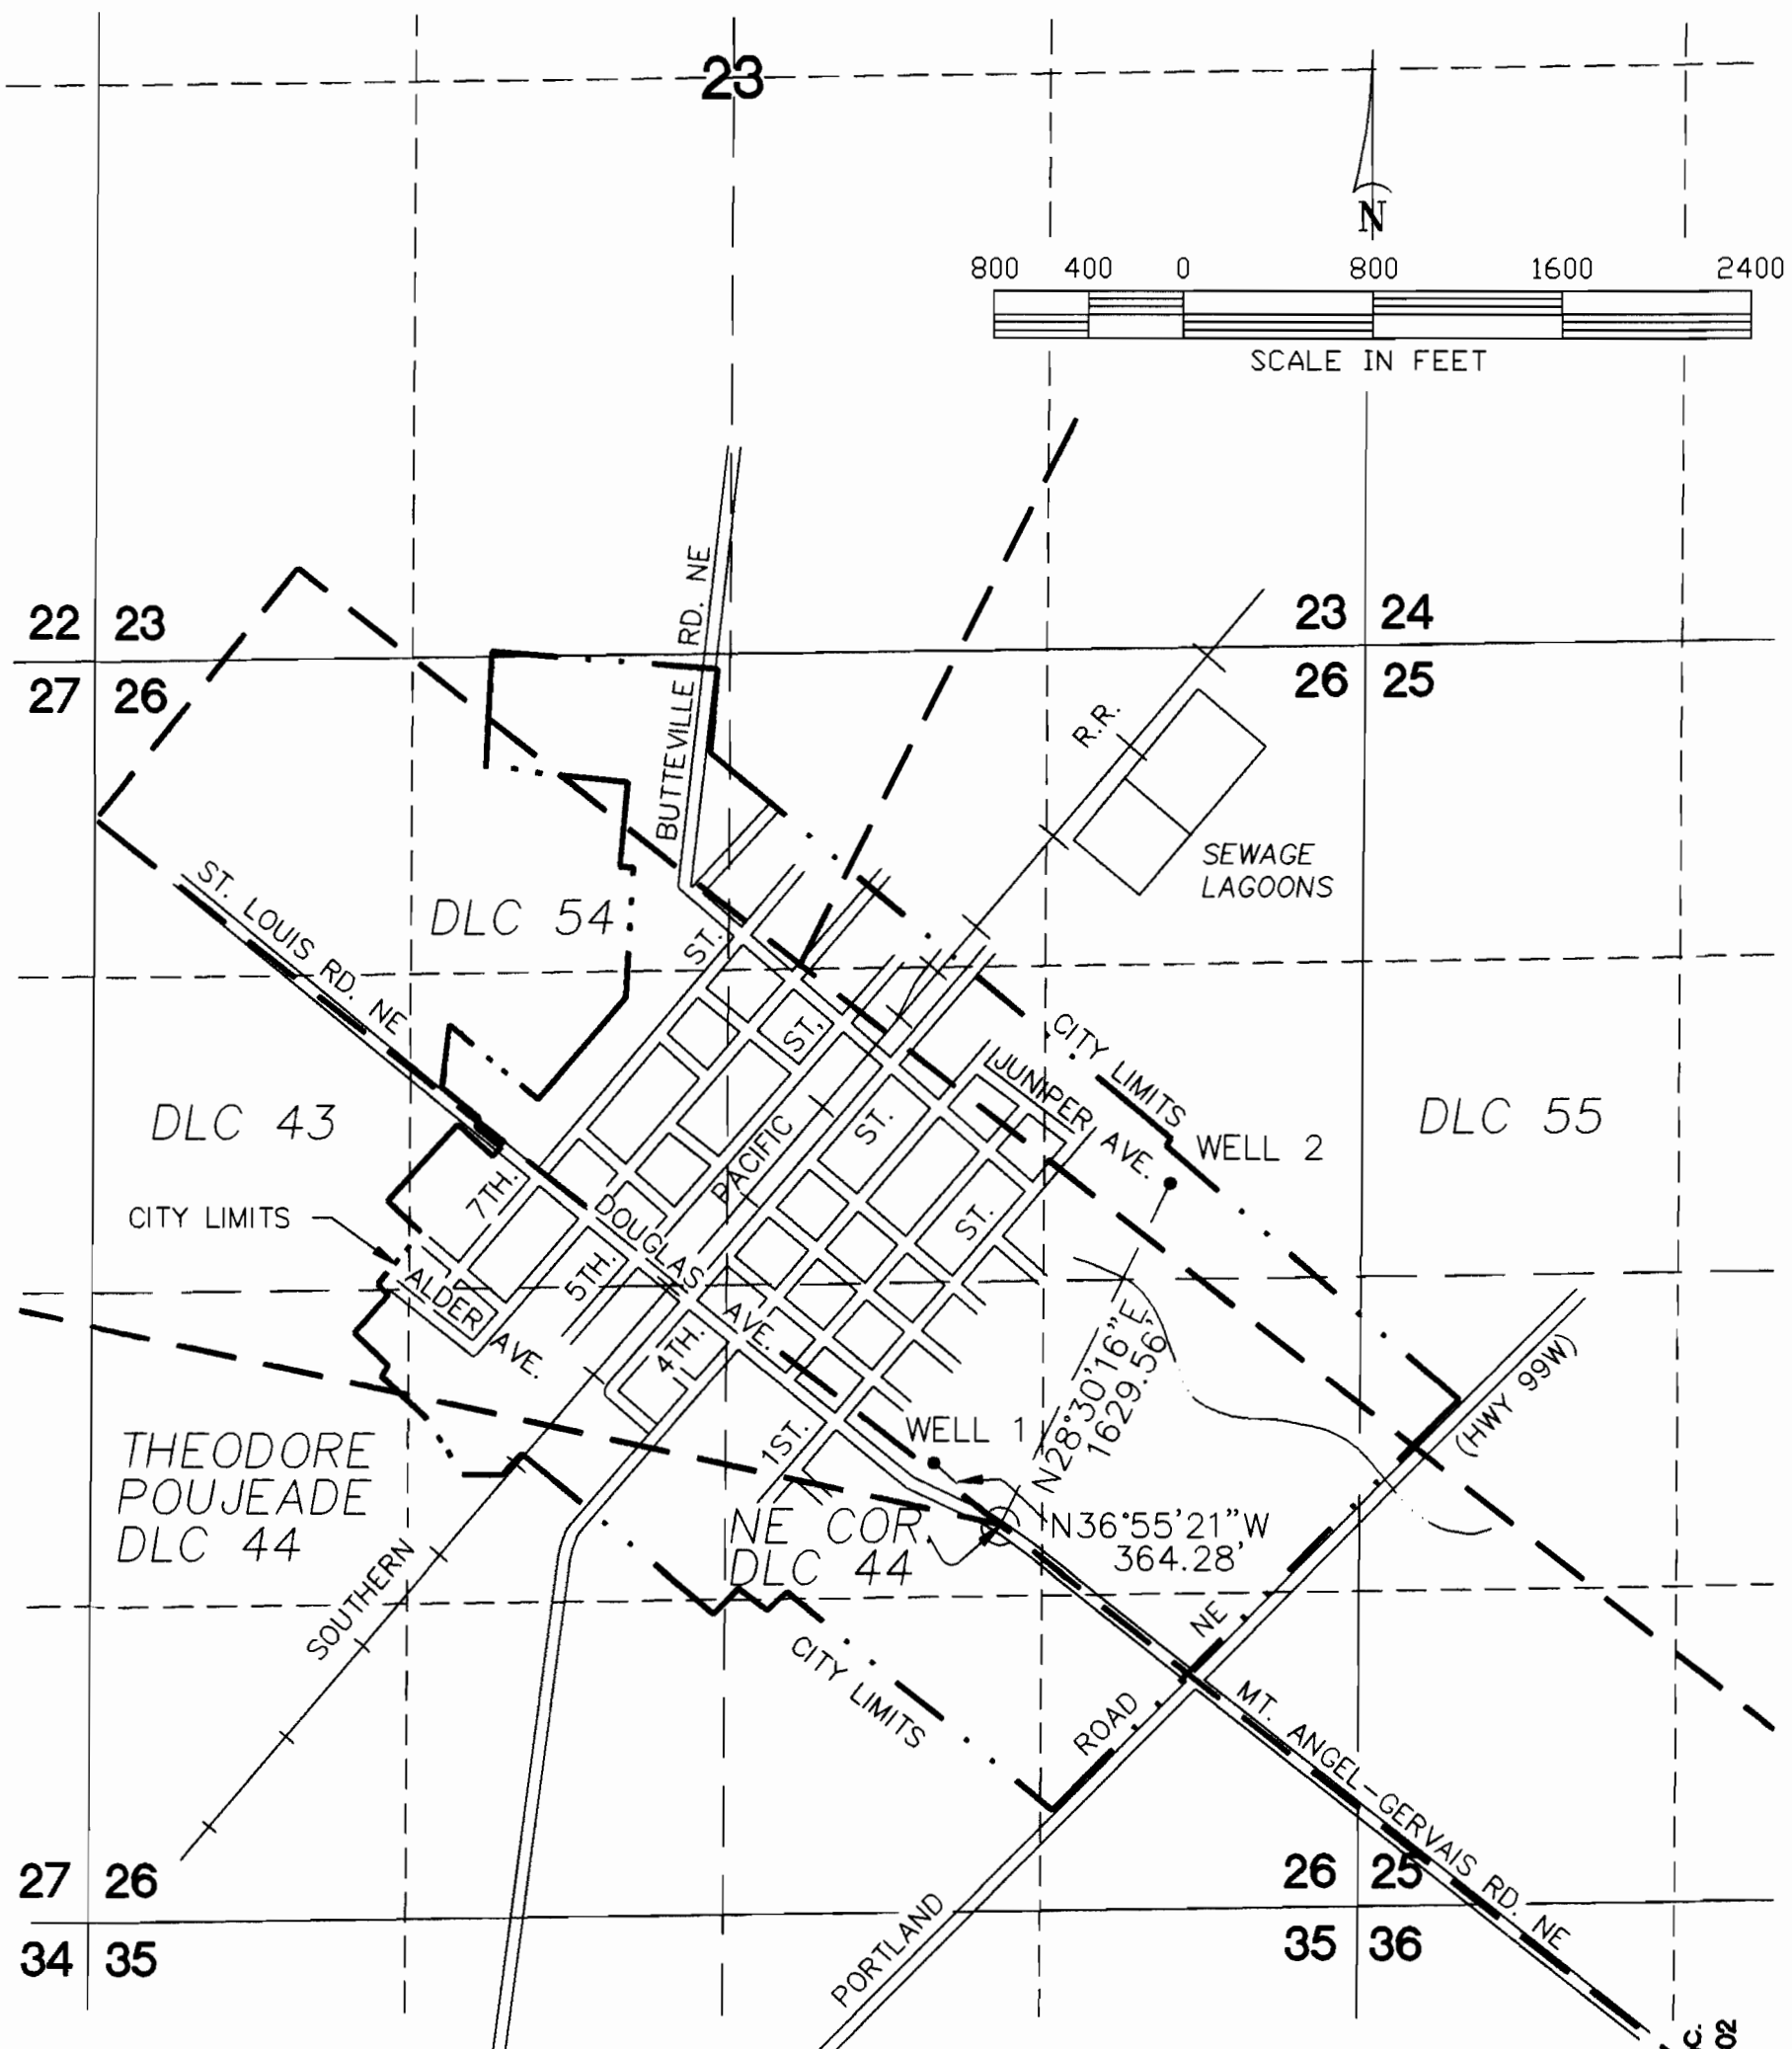 23
N
800 400 0 800 1600 2400
SCALE IN FEET
BUTTEVILLE RD. NE
22 23
23 24
27 26
26 25
R.R.
SEWAGE
LAGOONS
ST. LOUIS RD. NE
DLC 54
ST.
ST.
CITY LIMITS
JUNIPER AVE.
DLC 43
DLC 55
WELL 2
PACIFIC
ST.
7TH.
CITY LIMITS
DOUGLAS AVE.
ST.
5TH.
ALDER AVE.
4TH.
N28°30'16"E
1629.56'
(HWY 99W)
WELL 1
1ST.
THEODORE
POUJEADE
DLC 44
NE COR.
DLC 44
N36°55'21"W
364.28'
SOUTHERN
CITY LIMITS
PORTLAND ROAD NE
MT. ANGEL-GERVAIS RD. NE
27 26
26 25
34 35
35 36
C.
02